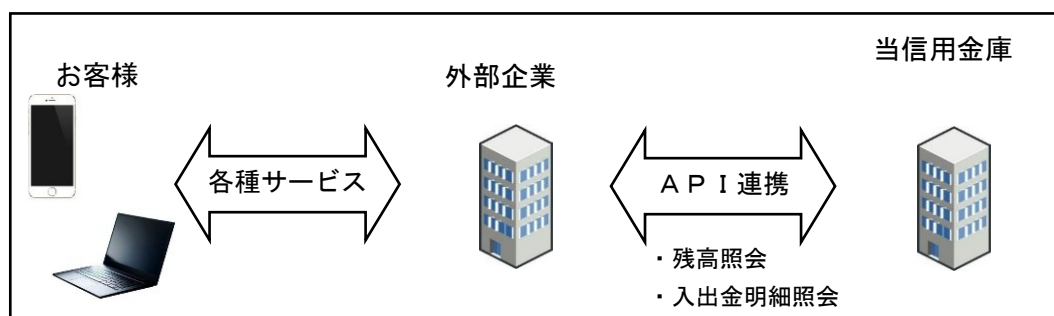 当信用金庫
お客様
外部企業
各種サービス
ＡＰＩ連携
・残高照会
・入出金明細照会